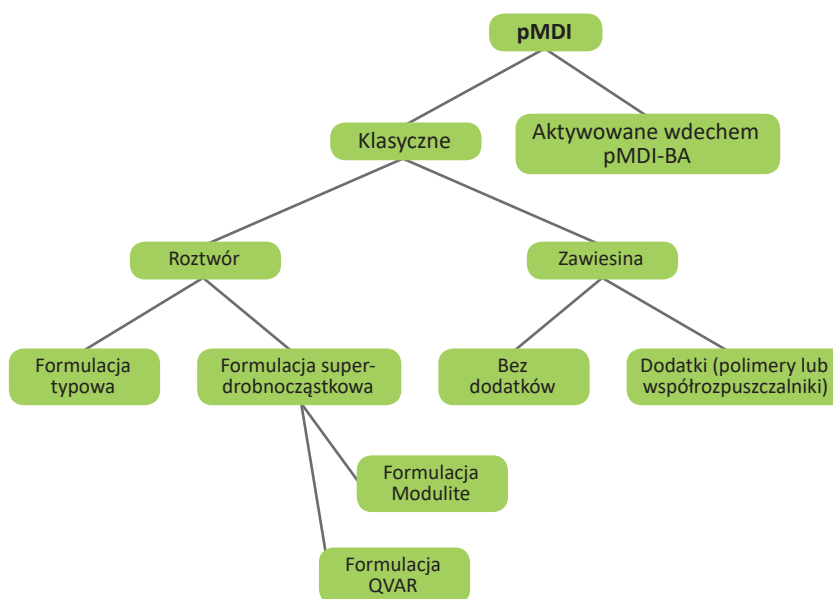 pMDI
Klasyczne
Aktywowane wdechem
pMDI-BA
Roztwór
Zawiesina
Formulacja
typowa
Formulacja super-
drobnocząstkowa
Bez
dodatków
Dodatki (polimery lub
współrozpuszczalniki)
Formulacja
Modulite
Formulacja
QVAR